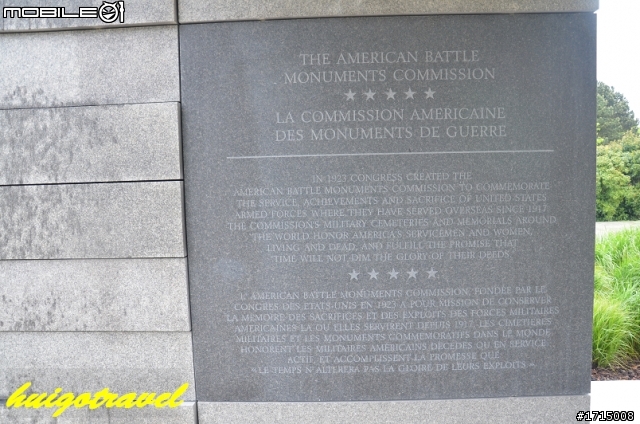 MOBILE01
THE AMERICAN BATTLE
MONUMENTS COMMISSION
LA COMMISSION AMERICAINE
DES MONUMENTS DE GUERRE
IN 1923 CONGRESS CREATED THE
AMERICAN BATTLE MONUMENTS COMMISSION TO COMMEMORATE
THE SERVICE, ACHIEVEMENTS AND SACRIFICE OF UNITED STATES
ARMED FORCES WHERE THEY HAVE SERVED OVERSEAS SINCE 1917.
THE COMMISSION'S MILITARY CEMETERIES AND MEMORIALS AROUND
THE WORLD HONOR AMERICA'S SERVICEMEN AND WOMEN,
LIVING AND DEAD, AND FULFILL THE PROMISE THAT
"TIME WILL NOT DIM THE GLORY OF THEIR DEEDS"
L'AMERICAN BATTLE MONUMENTS COMMISSION, FONDÉE PAR LE
CONGRÈS DES ETATS-UNIS EN 1923 A POUR MISSION DE CONSERVER
LA MÉMOIRE DES SACRIFICES ET DES EXPLOITS DES FORCES MILITAIRES
AMÉRICAINES LÀ OÙ ELLES SERVIRENT DEPUIS 1917. LES CIMETIÈRES
MILITAIRES ET LES MONUMENTS COMMÉMORATIFS DANS LE MONDE
HONORENT LES MILITAIRES AMÉRICAINS DÉCÉDÉS OU EN SERVICE
ACTIF ET ACCOMPLISSENT LA PROMESSE QUE
« LE TEMPS N'ALTÈRERA PAS LA GLOIRE DE LEURS EXPLOITS »
huigotravel
#1715008